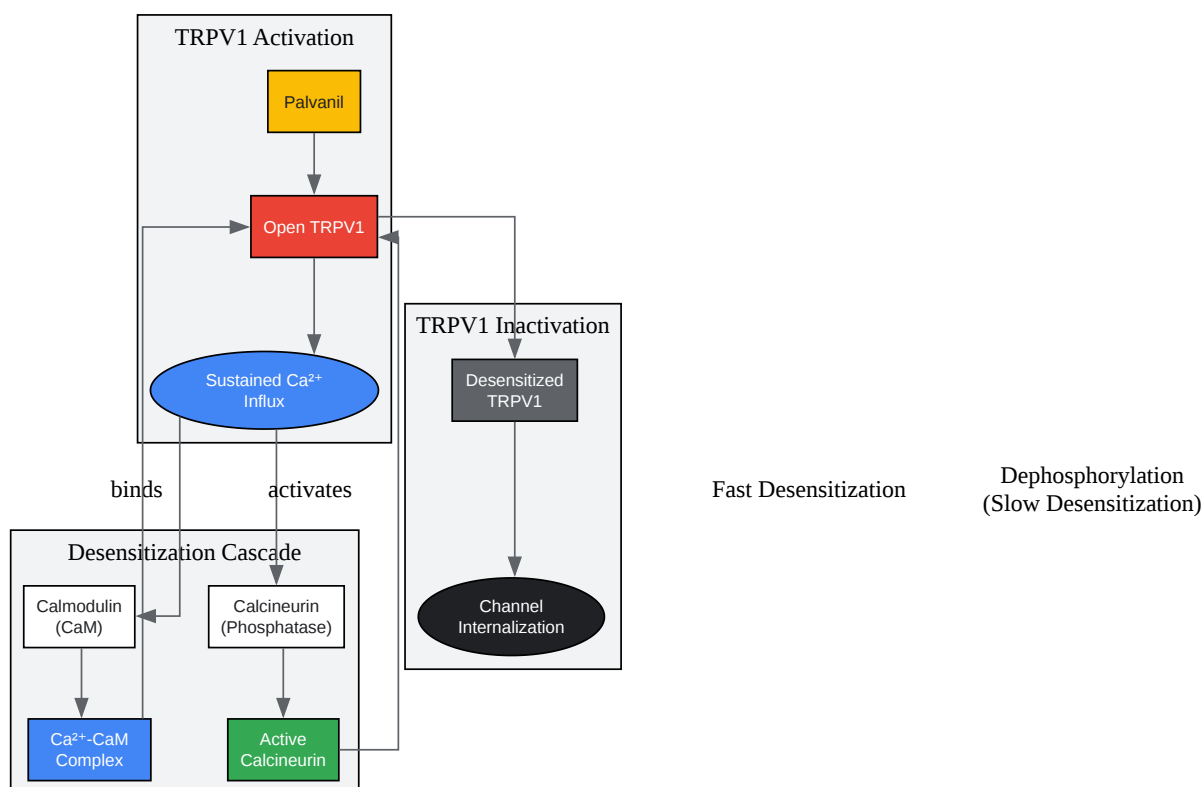 TRPV1 Activation
Palvanil
Open TRPV1
TRPV1 Inactivation
Sustained Ca²⁺
Influx
Desensitized
TRPV1
binds
activates
Fast Desensitization
Dephosphorylation
(Slow Desensitization)
Desensitization Cascade
Calmodulin
(CaM)
Calcineurin
(Phosphatase)
Channel
Internalization
Ca²⁺-CaM
Complex
Active
Calcineurin